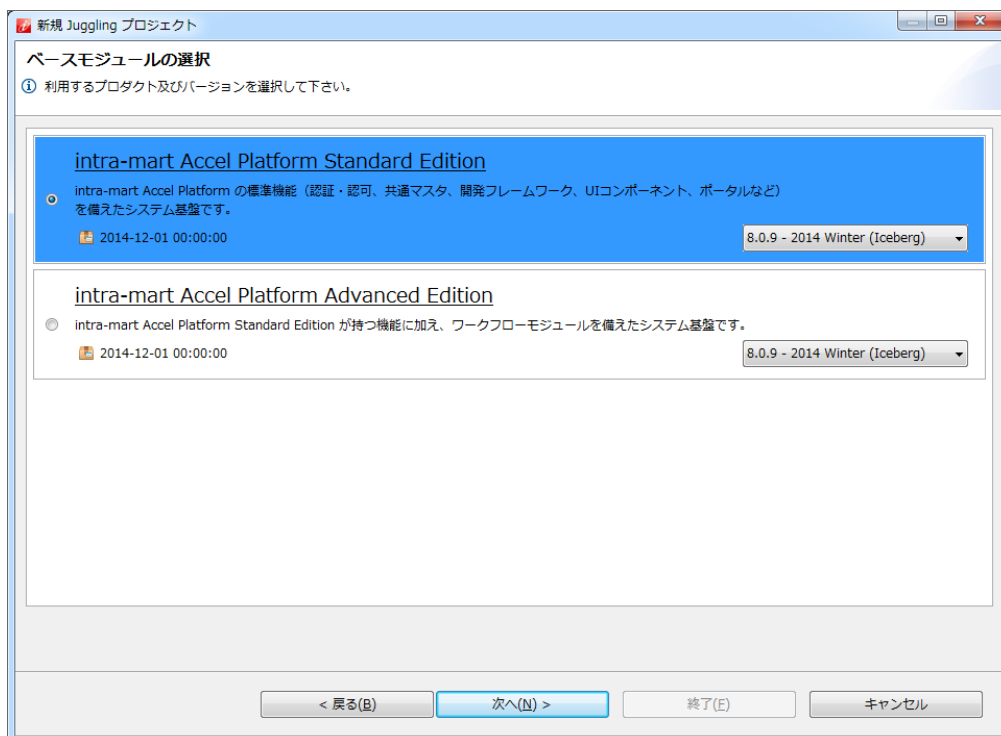 新規 Juggling プロジェクト
ベースモジュールの選択
利用するプロダクト及びバージョンを選択して下さい。
intra-mart Accel Platform Standard Edition
intra-mart Accel Platform の標準機能（認証・認可、共通マスタ、開発フレームワーク、UIコンポーネント、ポータルなど）
を備えたシステム基盤です。
2014-12-01 00:00:00
8.0.9 - 2014 Winter (Iceberg)
intra-mart Accel Platform Advanced Edition
intra-mart Accel Platform Standard Edition が持つ機能に加え、ワークフローモジュールを備えたシステム基盤です。
2014-12-01 00:00:00
8.0.9 - 2014 Winter (Iceberg)
< 戻る(B)
次へ(N) >
終了(F)
キャンセル